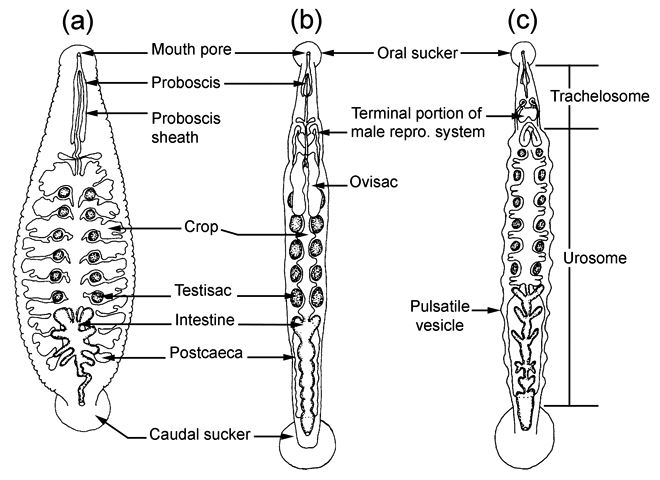 (a)
(b)
(c)
Mouth pore
Oral sucker
Proboscis
Trachelosome
Proboscis
sheath
Terminal portion of
male repro. system
Ovisac
Crop
Urosome
Testisac
Intestine
Pulsatile
vesicle
Postcaeca
Caudal sucker